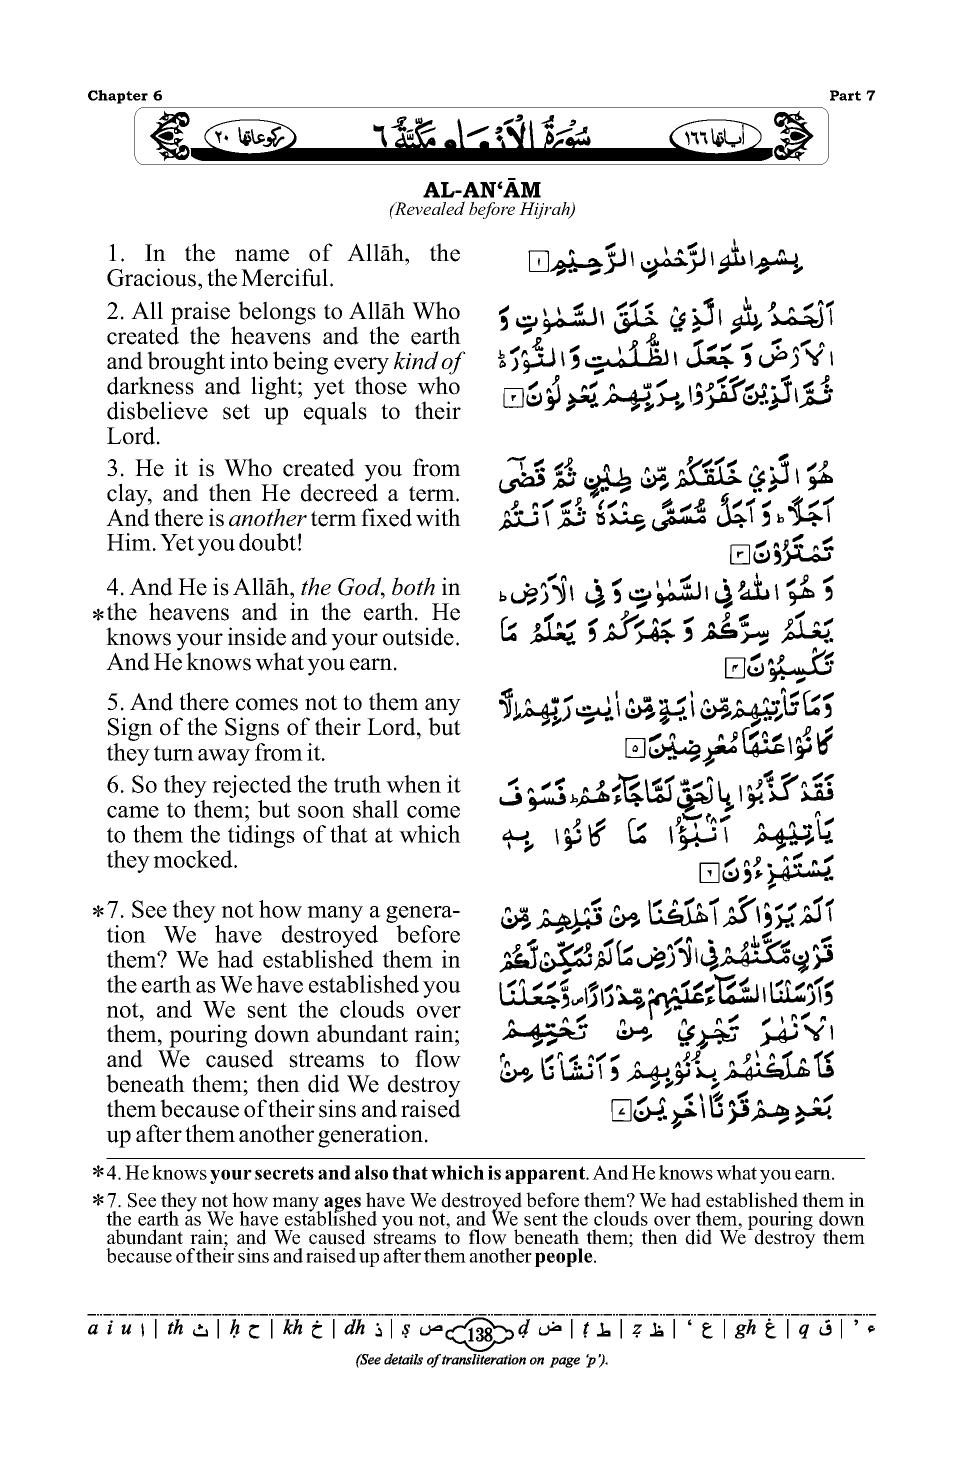 Chapter 6
Part 7
رکوعاتها ٢٠
سُوْرَةُ الْاَنْعَامِ مَكِّيَّةٌ ٦
اٰياتها ١٦٦
AL-AN‘ĀM
(Revealed before Hijrah)
1. In the name of Allāh, the
Gracious, the Merciful.
2. All praise belongs to Allāh Who
created the heavens and the earth
and brought into being every kind of
darkness and light; yet those who
disbelieve set up equals to their
Lord.
3. He it is Who created you from
clay, and then He decreed a term.
And there is another term fixed with
Him. Yet you doubt!
4. And He is Allāh, the God, both in
*the heavens and in the earth. He
knows your inside and your outside.
And He knows what you earn.
5. And there comes not to them any
Sign of the Signs of their Lord, but
they turn away from it.
6. So they rejected the truth when it
came to them; but soon shall come
to them the tidings of that at which
they mocked.
*7. See they not how many a genera-
tion We have destroyed before
them? We had established them in
the earth as We have established you
not, and We sent the clouds over
them, pouring down abundant rain;
and We caused streams to flow
beneath them; then did We destroy
them because of their sins and raised
up after them another generation.
بِسْمِ اللّٰهِ الرَّحْمٰنِ الرَّحِيْمِ ١
اَلْحَمْدُ لِلّٰهِ الَّذِيْ خَلَقَ السَّمٰوٰتِ وَ
الْاَرْضَ وَ جَعَلَ الظُّلُمٰتِ وَ النُّوْرَ ؕ
ثُمَّ الَّذِيْنَ كَفَرُوْا بِرَبِّهِمْ يَعْدِلُوْنَ ٢
هُوَ الَّذِيْ خَلَقَكُمْ مِّنْ طِيْنٍ ثُمَّ قَضٰٓى
اَجَلًا ؕ وَ اَجَلٌ مُّسَمًّى عِنْدَهٗ ثُمَّ اَنْتُمْ
تَمْتَرُوْنَ ٣
وَ هُوَ اللّٰهُ فِى السَّمٰوٰتِ وَ فِى الْاَرْضِ ؕ
يَعْلَمُ سِرَّكُمْ وَ جَهْرَكُمْ وَ يَعْلَمُ مَا
تَكْسِبُوْنَ ٤
وَمَا تَاْتِيْهِمْ مِّنْ اٰيَةٍ مِّنْ اٰيٰتِ رَبِّهِمْ اِلَّا
كَانُوْا عَنْهَا مُعْرِضِيْنَ ٥
فَقَدْ كَذَّبُوْا بِالْحَقِّ لَمَّا جَآءَهُمْ ؕ فَسَوْفَ
يَاْتِيْهِمْ اَنْۢبٰٓؤُا مَا كَانُوْا بِهٖ
يَسْتَهْزِءُوْنَ ٦
اَلَمْ يَرَوْا كَمْ اَهْلَكْنَا مِنْ قَبْلِهِمْ مِّنْ
قَرْنٍ مَّكَّنّٰهُمْ فِى الْاَرْضِ مَا لَمْ نُمَكِّنْ لَّكُمْ
وَ اَرْسَلْنَا السَّمَآءَ عَلَيْهِمْ مِّدْرَارًا ۪ وَّ جَعَلْنَا
الْاَنْهٰرَ تَجْرِيْ مِنْ تَحْتِهِمْ
فَاَهْلَكْنٰهُمْ بِذُنُوْبِهِمْ وَ اَنْشَاْنَا مِنْۢ
بَعْدِهِمْ قَرْنًا اٰخَرِيْنَ ٧
*4. He knows your secrets and also that which is apparent. And He knows what you earn.
*7. See they not how many ages have We destroyed before them? We had established them in
the earth as We have established you not, and We sent the clouds over them, pouring down
abundant rain; and We caused streams to flow beneath them; then did We destroy them
because of their sins and raised up after them another people.
a i u ا | th ث | ḥ ح | kh خ | dh ذ | ṣ ص 138 ḍ ض | ṭ ط | ẓ ظ | ‘ ع | gh غ | q ق | ’ ء
(See details of transliteration on page ‘p’).